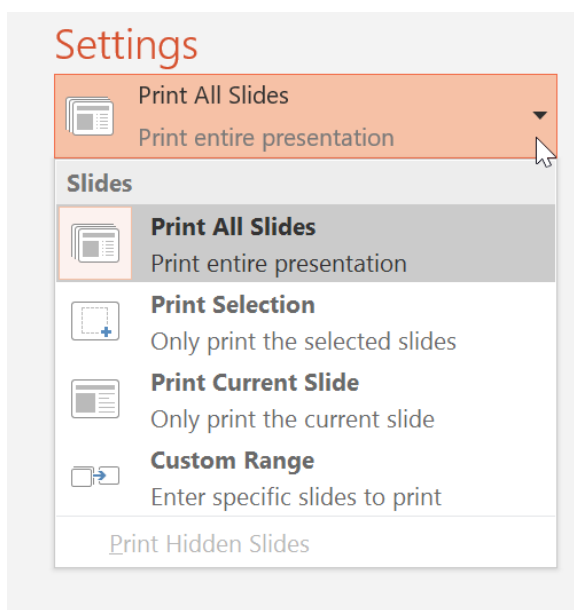 Settings
Print All Slides
Print entire presentation
Slides
Print All Slides
Print entire presentation
Print Selection
Only print the selected slides
Print Current Slide
Only print the current slide
Custom Range
Enter specific slides to print
Print Hidden Slides